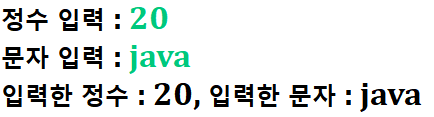 정수 입력 : 20
문자 입력 : java
입력한 정수 : 20, 입력한 문자 : java